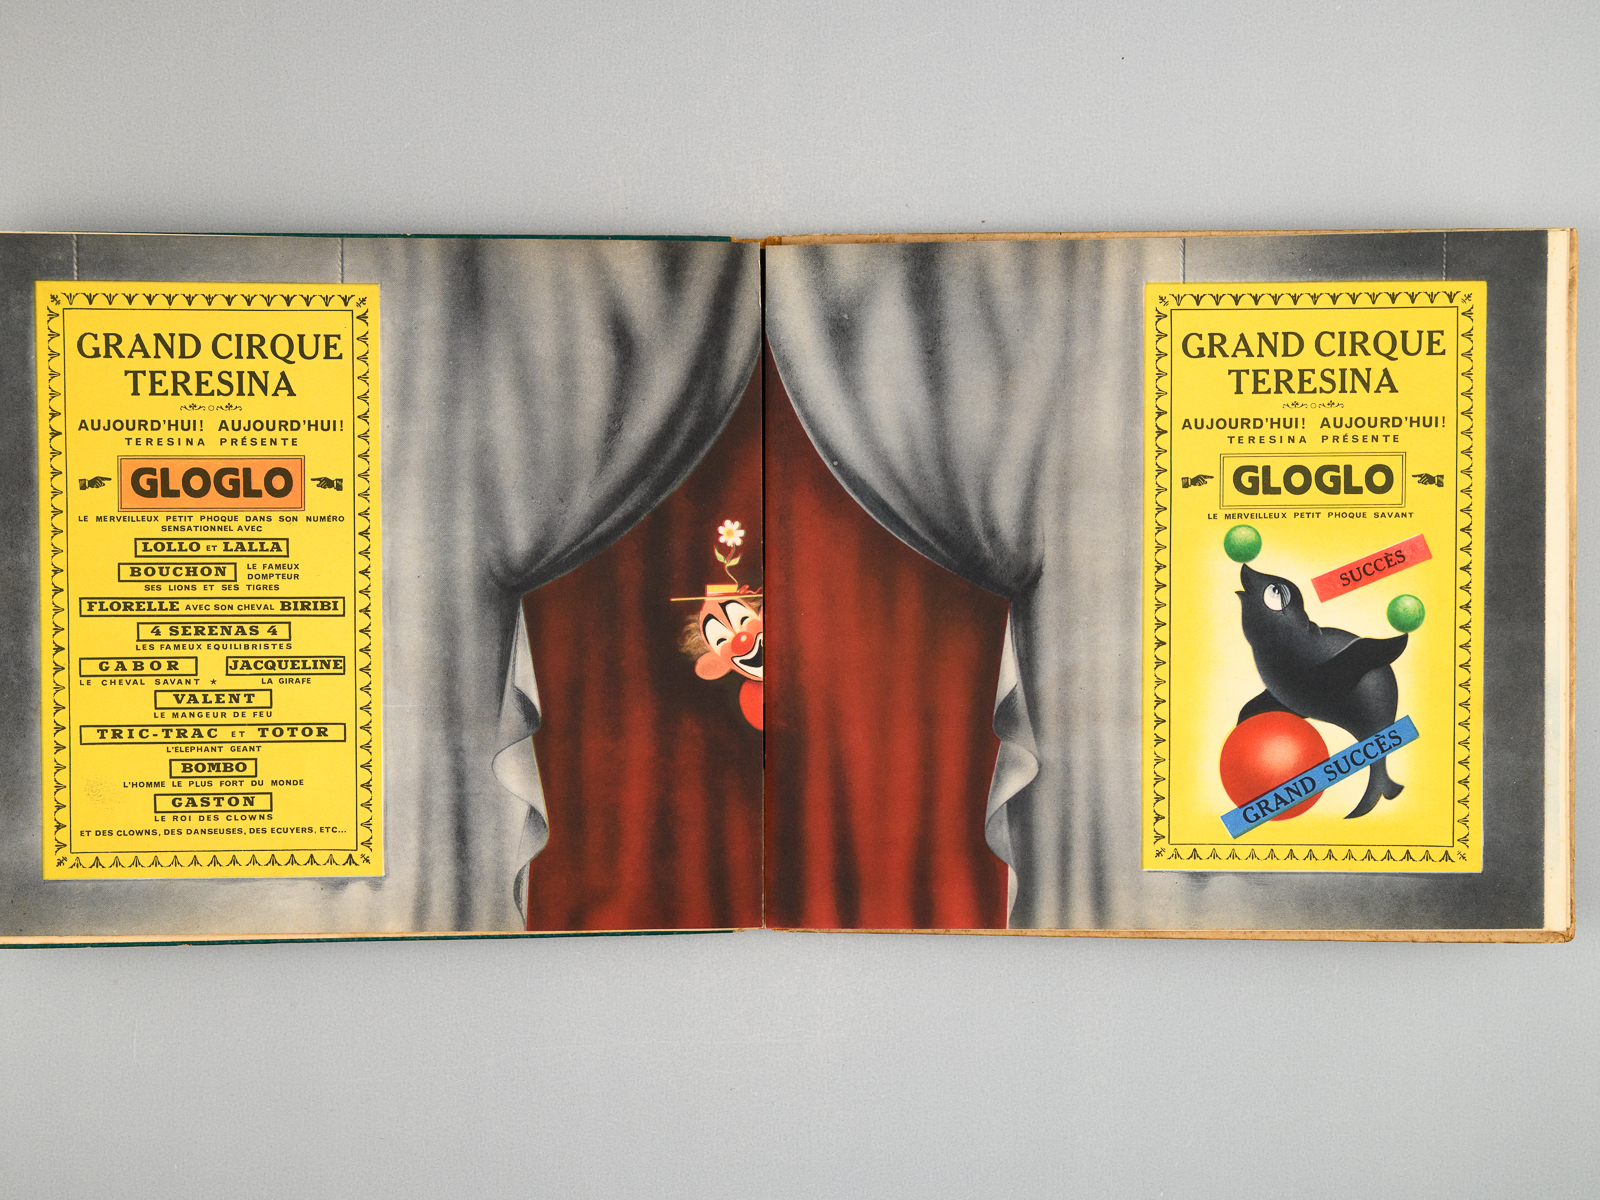 GRAND CIRQUE
TERESINA
AUJOURD'HUI! AUJOURD'HUI!
TERESINA PRÉSENTE
GLOGLO
LE MERVEILLEUX PETIT PHOQUE DANS SON NUMÉRO
SENSATIONNEL AVEC
LOLLO ET LALLA
BOUCHON LE FAMEUX
DOMPTEUR
SES LIONS ET SES TIGRES
FLORELLE AVEC SON CHEVAL BIRIBI
4 SERENAS 4
LES FAMEUX EQUILIBRISTES
GABOR JACQUELINE
LE CHEVAL SAVANT ★ LA GIRAFE
VALENT
LE MANGEUR DE FEU
TRIC-TRAC ET TOTOR
L'ELEPHANT GEANT
BOMBO
L'HOMME LE PLUS FORT DU MONDE
GASTON
LE ROI DES CLOWNS
ET DES CLOWNS, DES DANSEUSES, DES ECUYERS, ETC...
GRAND CIRQUE
TERESINA
AUJOURD'HUI! AUJOURD'HUI!
TERESINA PRÉSENTE
GLOGLO
LE MERVEILLEUX PETIT PHOQUE SAVANT
SUCCÈS
GRAND SUCCÈS